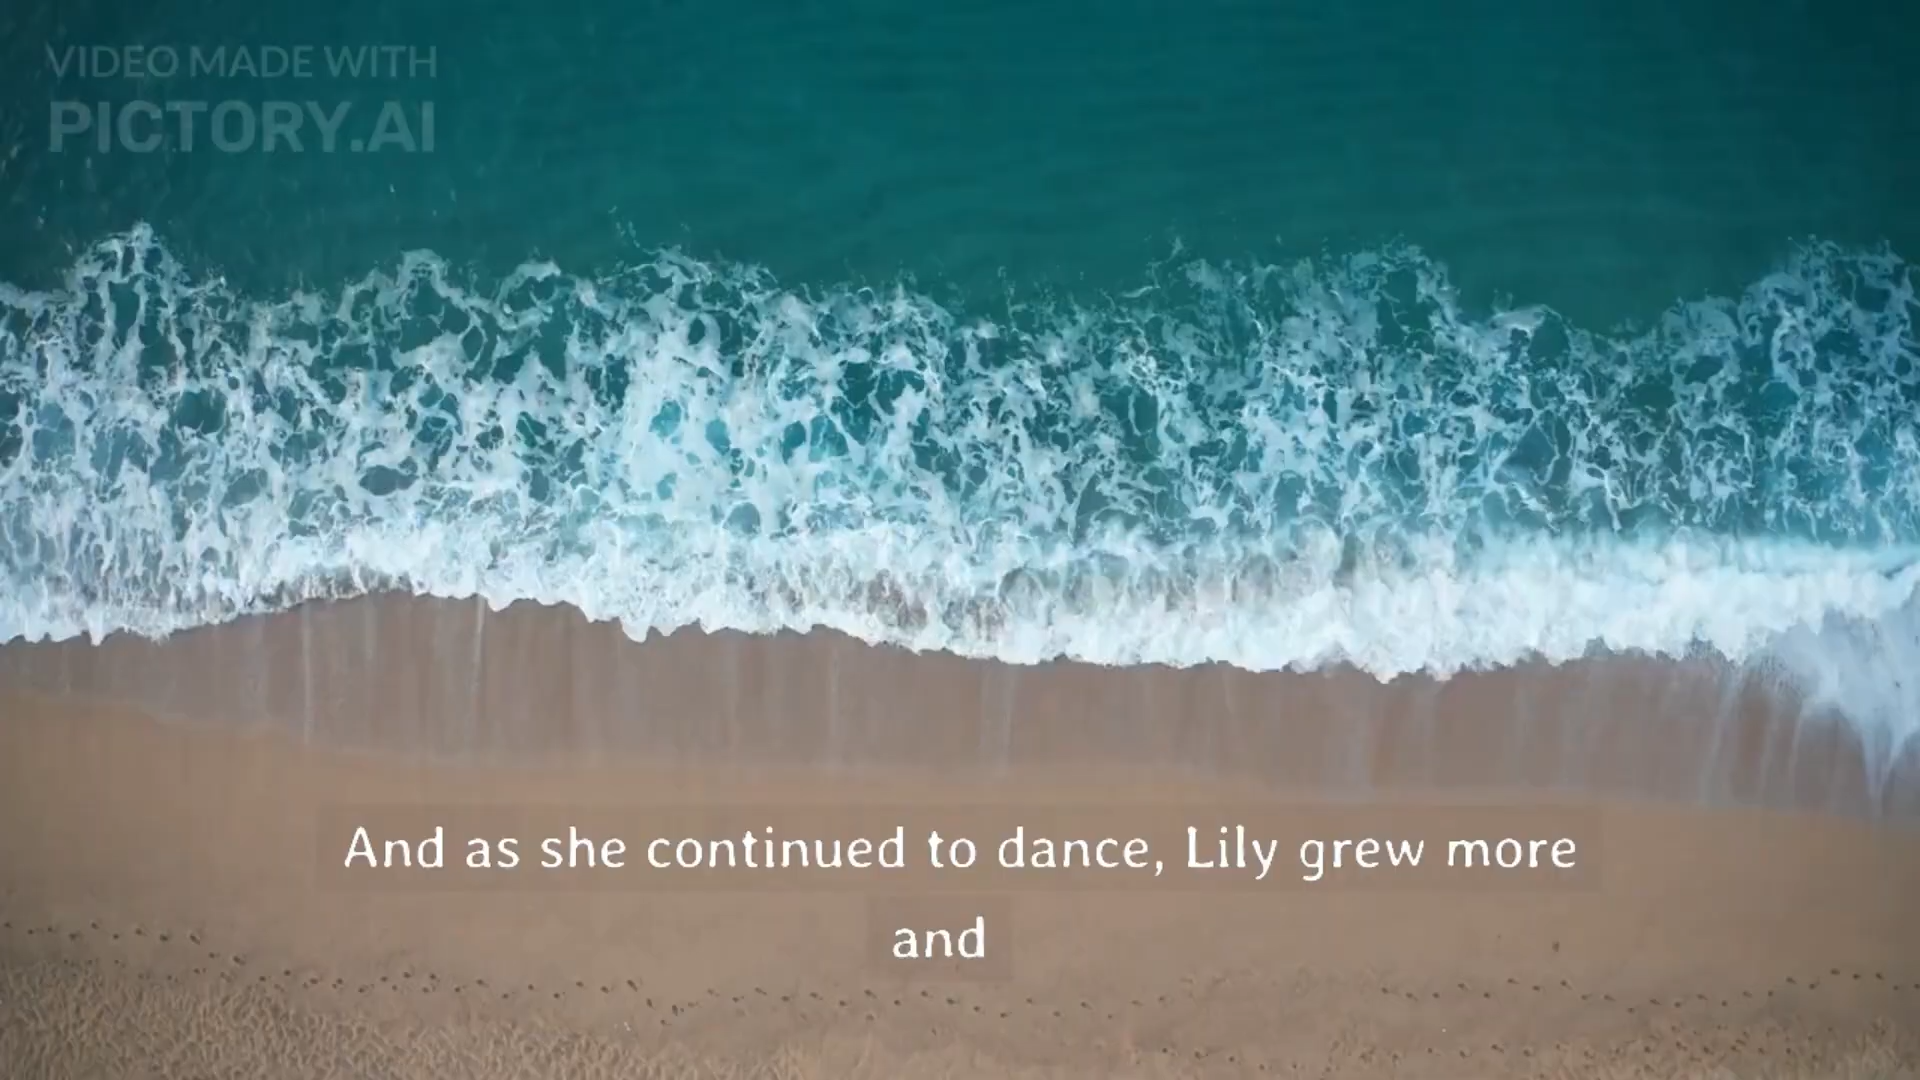 VIDEO MADE WITH
PICTORY.AI
And as she continued to dance, Lily grew more
and